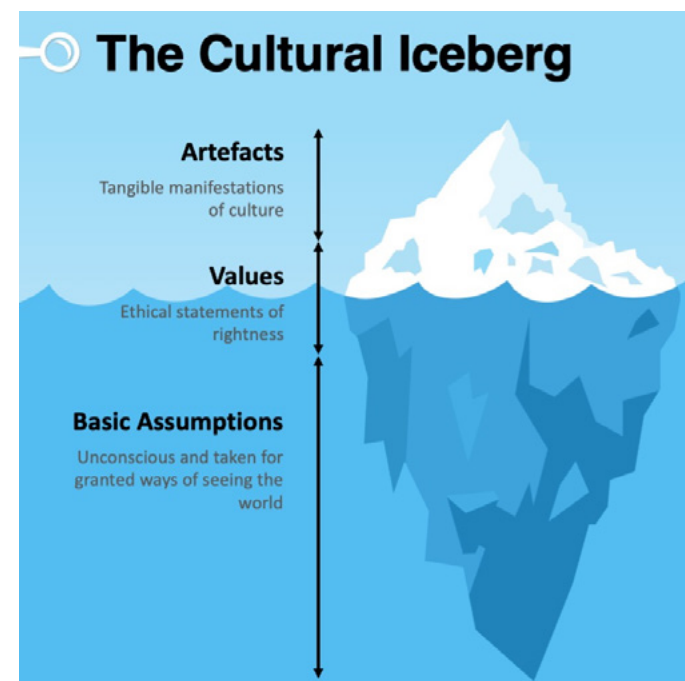 The Cultural Iceberg
Artefacts
Tangible manifestations
of culture
Values
Ethical statements of
rightness
Basic Assumptions
Unconscious and taken for
granted ways of seeing the
world